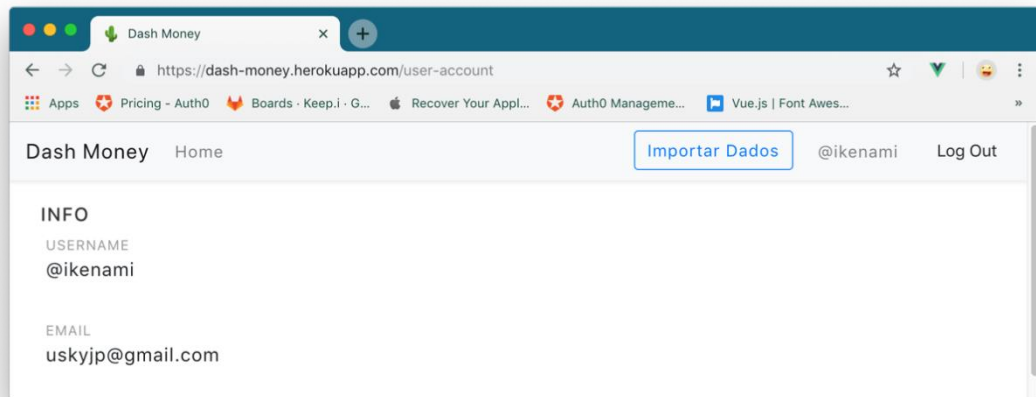 Dash Money
https://dash-money.herokuapp.com/user-account
Apps Pricing - Auth0 Boards · Keep.i · G... Recover Your Appl... Auth0 Manageme... Vue.js | Font Awes... »
Dash Money Home Importar Dados @ikenami Log Out
INFO
USERNAME
@ikenami
EMAIL
uskyjp@gmail.com